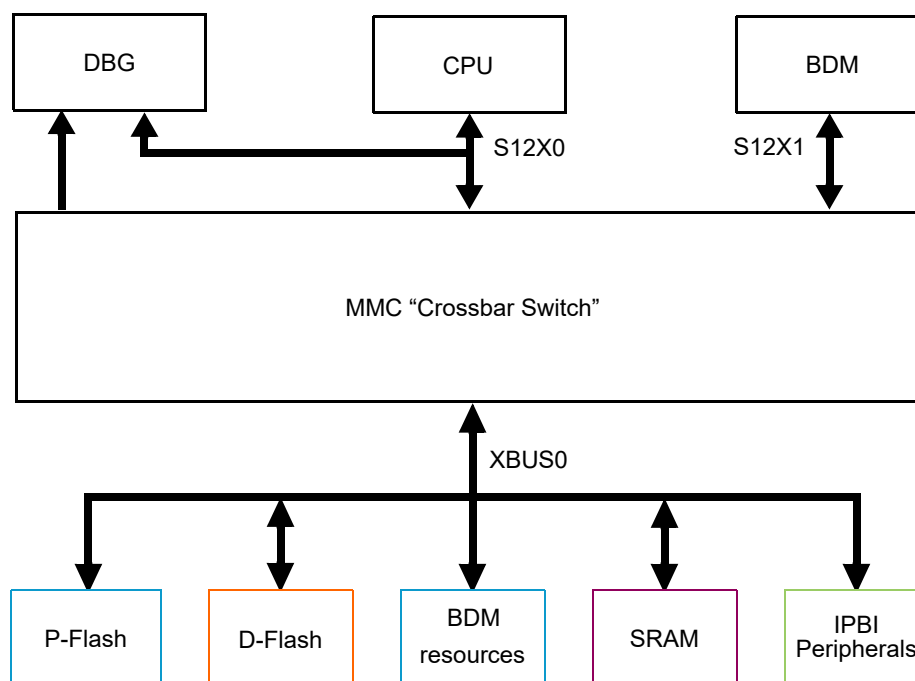 DBG
CPU
BDM
S12X0
S12X1
MMC “Crossbar Switch”
XBUS0
P-Flash
D-Flash
BDM
resources
SRAM
IPBI
Peripherals